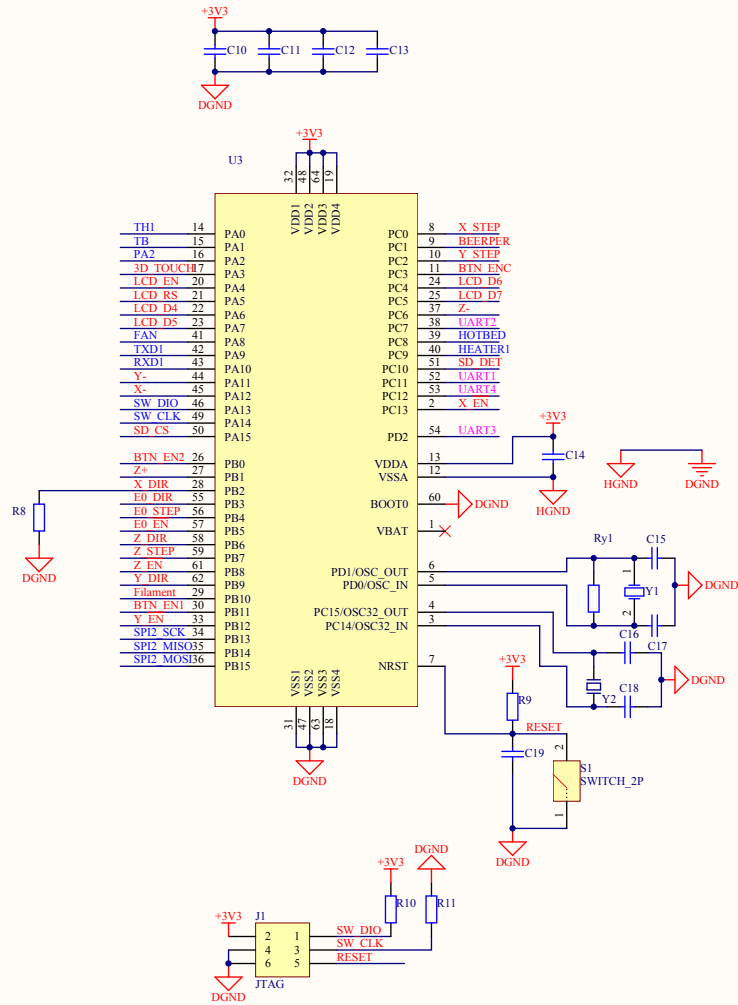 +3V3
C10 C11 C12 C13
DGND
+3V3
U3
32 48 64 19
VDD1 VDD2 VDD3 VDD4
TH1 14 PA0 PC0 8 X_STEP
TB 15 PA1 PC1 9 BEERPER
PA2 16 PA2 PC2 10 Y_STEP
3D_TOUCH 17 PA3 PC3 11 BTN_ENC
LCD_EN 20 PA4 PC4 24 LCD_D6
LCD_RS 21 PA5 PC5 25 LCD_D7
LCD_D4 22 PA6 PC6 37 Z-
LCD_D5 23 PA7 PC7 38 UART2
FAN 41 PA8 PC8 39 HOTBED
TXD1 42 PA9 PC9 40 HEATER1
RXD1 43 PA10 PC10 51 SD_DET
Y- 44 PA11 PC11 52 UART1
X- 45 PA12 PC12 53 UART4
SW_DIO 46 PA13 PC13 2 X_EN
SW_CLK 49 PA14
+3V3
SD_CS 50 PA15 PD2 54 UART3
BTN_EN2 26 PB0 VDDA 13 C14
Z+ 27 PB1 VSSA 12
HGND DGND
X_DIR 28 PB2
HGND
R8 E0_DIR 55 PB3 BOOT0 60 DGND
E0_STEP 56 PB4
E0_EN 57 PB5 VBAT 1
Z_DIR 58 PB6 Ry1 C15
Z_STEP 59 PB7
DGND
Z_EN 61 PB8 PD1/OSC_OUT 6 1
Y_DIR 62 PB9 PD0/OSC_IN 5 Y1 DGND
Filament 29 PB10
BTN_EN1 30 PB11 PC15/OSC32_OUT 4 2
Y_EN 33 PB12 PC14/OSC32_IN 3
SPI2_SCK 34 PB13 C16 C17
SPI2_MISO 35 PB14
SPI2_MOSI 36 PB15 NRST 7 +3V3 DGND
VSS1 VSS2 VSS3 VSS4
C18
R9 Y2
31 47 63 18
RESET
C19 2
DGND
S1
SWITCH_2P
1
DGND
DGND
+3V3
R10 R11
+3V3 J1
2 1 SW_DIO
4 3 SW_CLK
6 5 RESET
JTAG
DGND